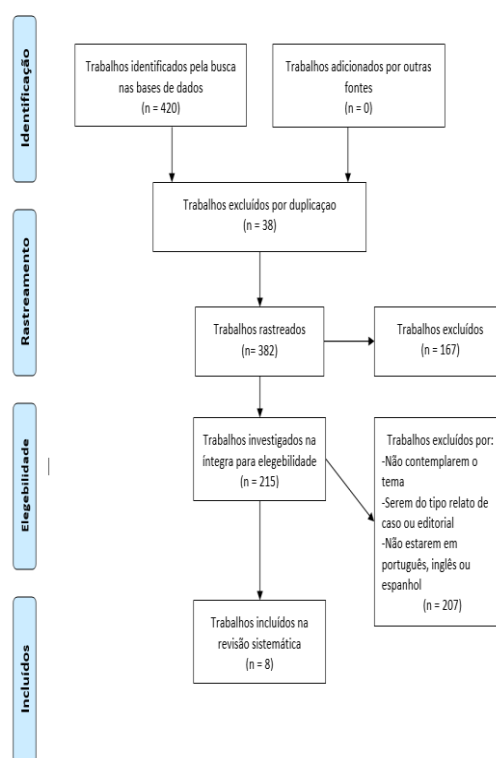 Identificação
Trabalhos identificados pela busca
nas bases de dados
(n = 420)
Trabalhos adicionados por outras
fontes
(n = 0)
Trabalhos excluídos por duplicaçao
(n = 38)
Rastreamento
Trabalhos rastreados
(n= 382)
Trabalhos excluídos
(n = 167)
Elegebilidade
Trabalhos investigados na
íntegra para elegebilidade
(n = 215)
Trabalhos excluídos por:
-Não contemplarem o
tema
-Serem do tipo relato de
caso ou editorial
-Não estarem em
português, inglês ou
espanhol
(n = 207)
Incluídos
Trabalhos incluídos na
revisão sistemática
(n = 8)